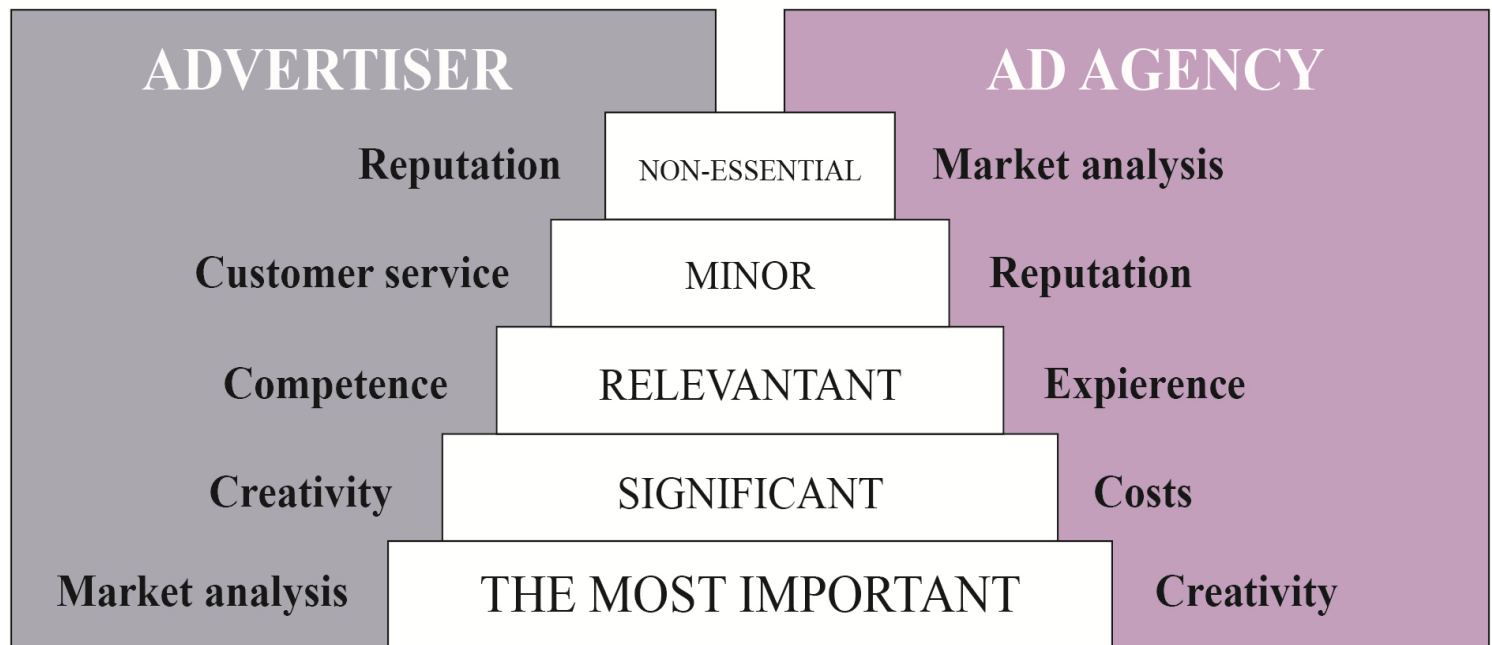 ADVERTISER AD AGENCY
Reputation NON-ESSENTIAL Market analysis
Customer service MINOR Reputation
Competence RELEVANTANT Expierence
Creativity SIGNIFICANT Costs
Market analysis THE MOST IMPORTANT Creativity